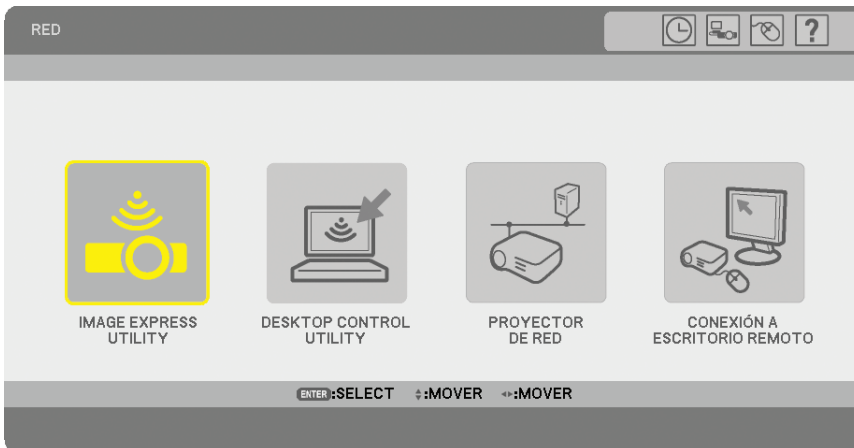 RED
?
IMAGE EXPRESS
UTILITY
DESKTOP CONTROL
UTILITY
PROYECTOR
DE RED
CONEXIÓN A
ESCRITORIO REMOTO
ENTER:SELECT :MOVER :MOVER